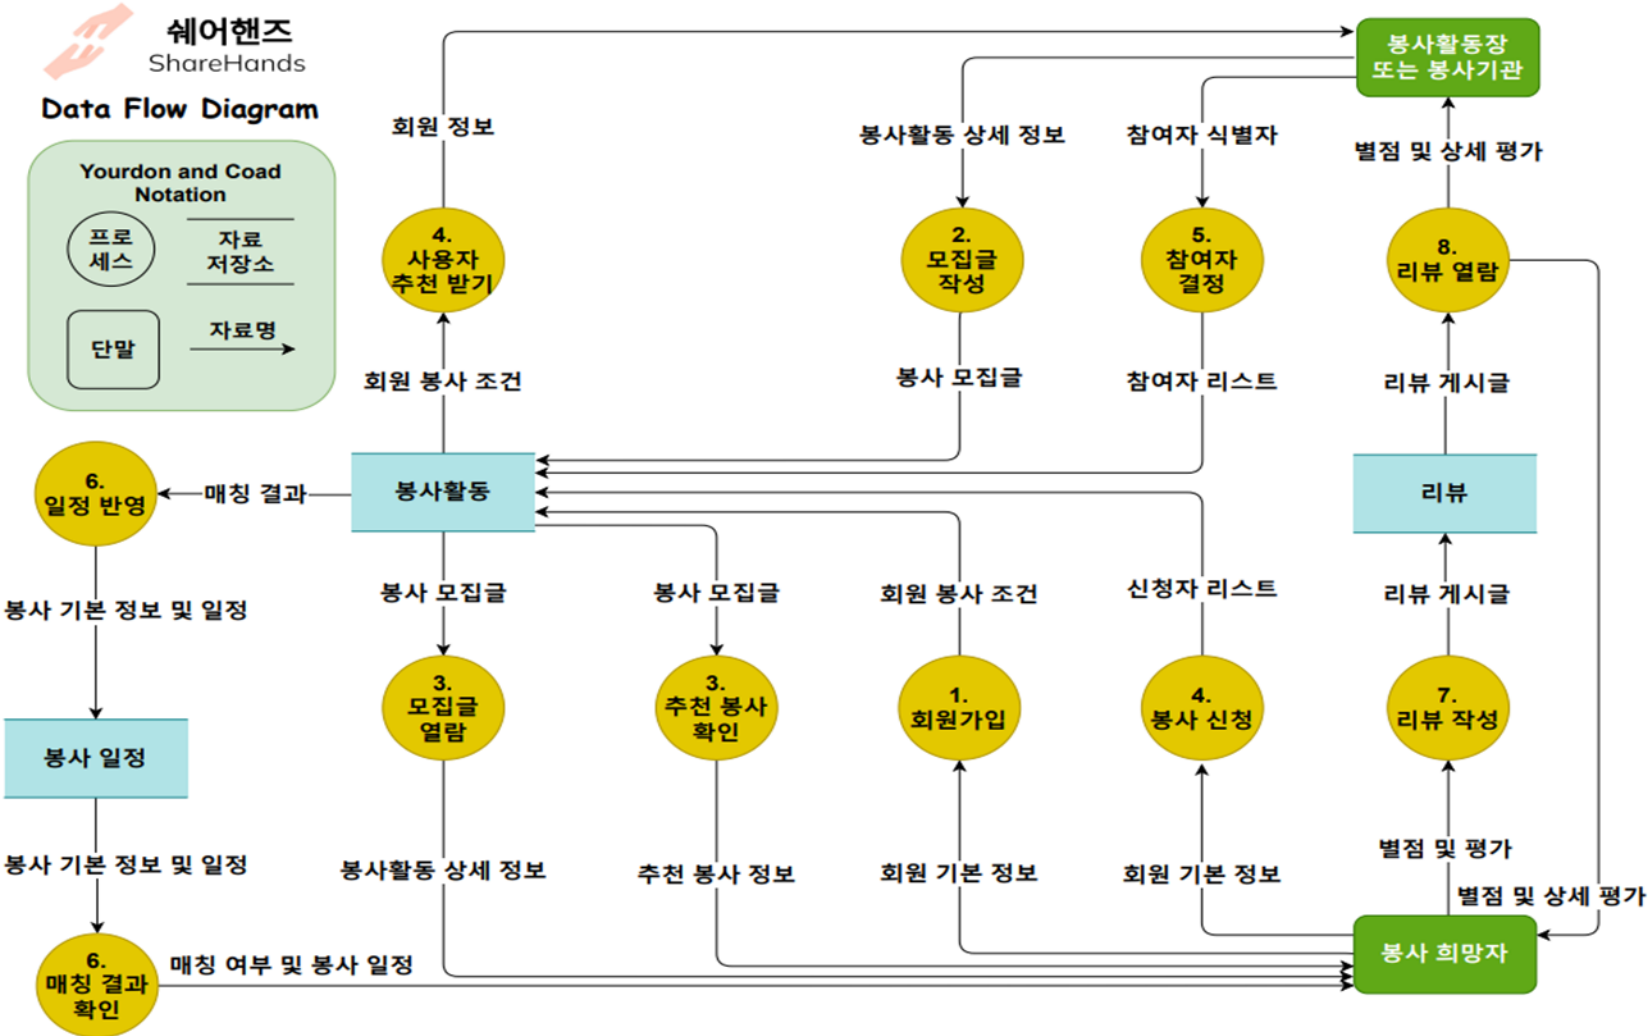 쉐어핸즈
ShareHands
Data Flow Diagram
Yourdon and Coad
Notation
프로
세스
자료
저장소
단말
자료명
봉사활동장
또는 봉사기관
회원 정보
봉사활동 상세 정보
참여자 식별자
별점 및 상세 평가
4.
사용자
추천 받기
2.
모집글
작성
5.
참여자
결정
8.
리뷰 열람
회원 봉사 조건
봉사 모집글
참여자 리스트
리뷰 게시글
6.
일정 반영
매칭 결과
봉사활동
리뷰
봉사 기본 정보 및 일정
봉사 모집글
봉사 모집글
회원 봉사 조건
신청자 리스트
리뷰 게시글
봉사 일정
3.
모집글
열람
3.
추천 봉사
확인
1.
회원가입
4.
봉사 신청
7.
리뷰 작성
봉사 기본 정보 및 일정
봉사활동 상세 정보
추천 봉사 정보
회원 기본 정보
회원 기본 정보
별점 및 평가
별점 및 상세 평가
6.
매칭 결과
확인
매칭 여부 및 봉사 일정
봉사 희망자